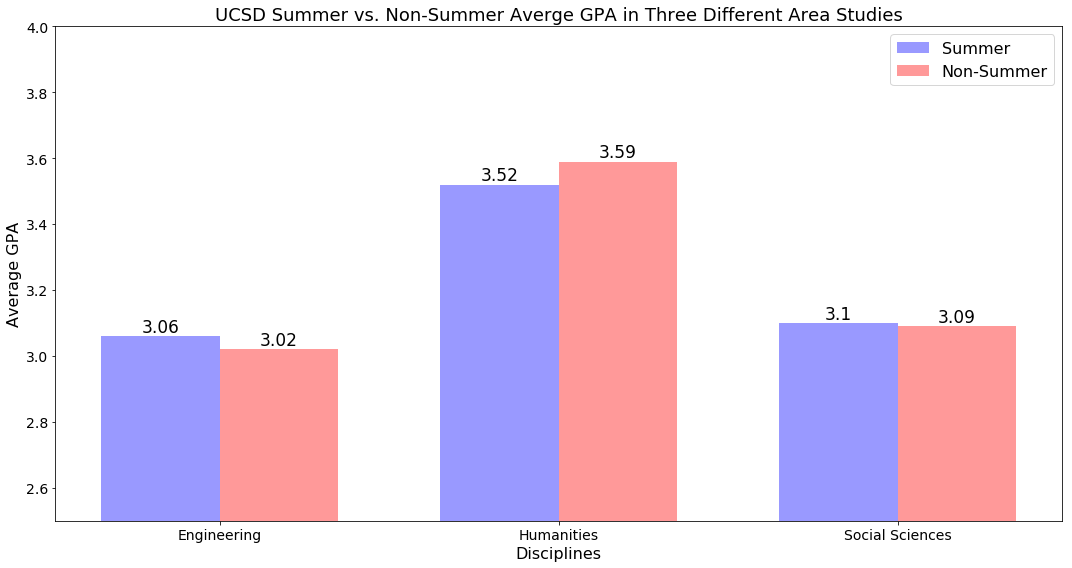 UCSD Summer vs. Non-Summer Averge GPA in Three Different Area Studies
4.0
3.8
3.6
3.4
3.2
3.0
2.8
2.6
Average GPA
Summer
Non-Summer
3.06
3.02
3.52
3.59
3.1
3.09
Engineering
Humanities
Social Sciences
Disciplines